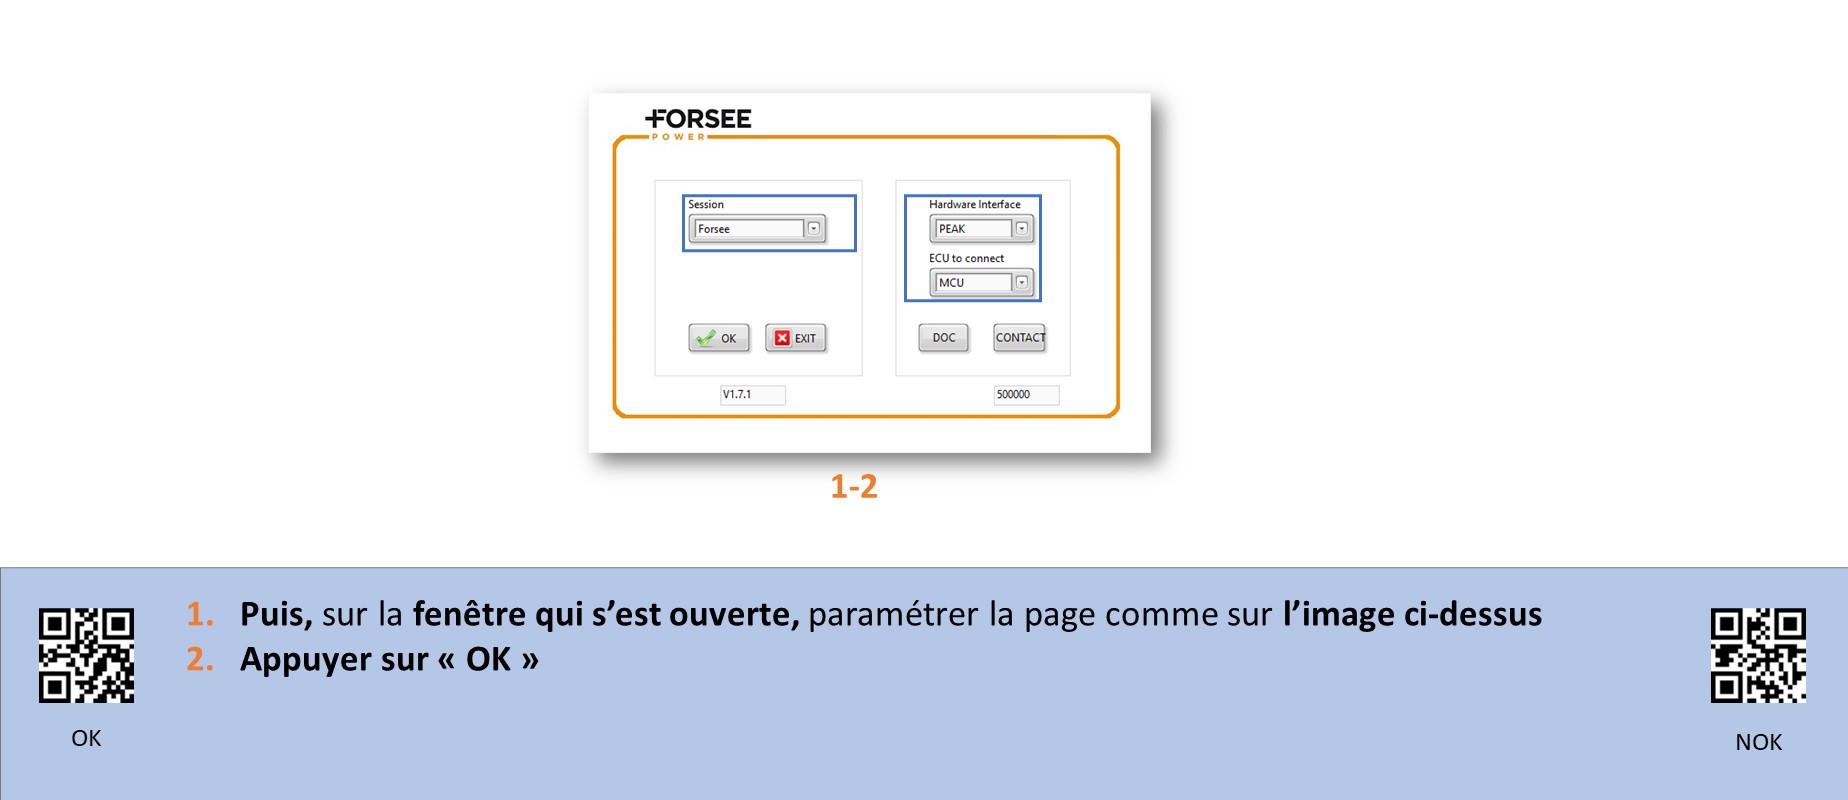 FORSEE
POWER
Session
Forsee
Hardware Interface
PEAK
ECU to connect
MCU
OK
EXIT
DOC
CONTACT
V1.7.1
500000
1-2
1. Puis, sur la fenêtre qui s’est ouverte, paramétrer la page comme sur l’image ci-dessus
2. Appuyer sur « OK »
OK
NOK